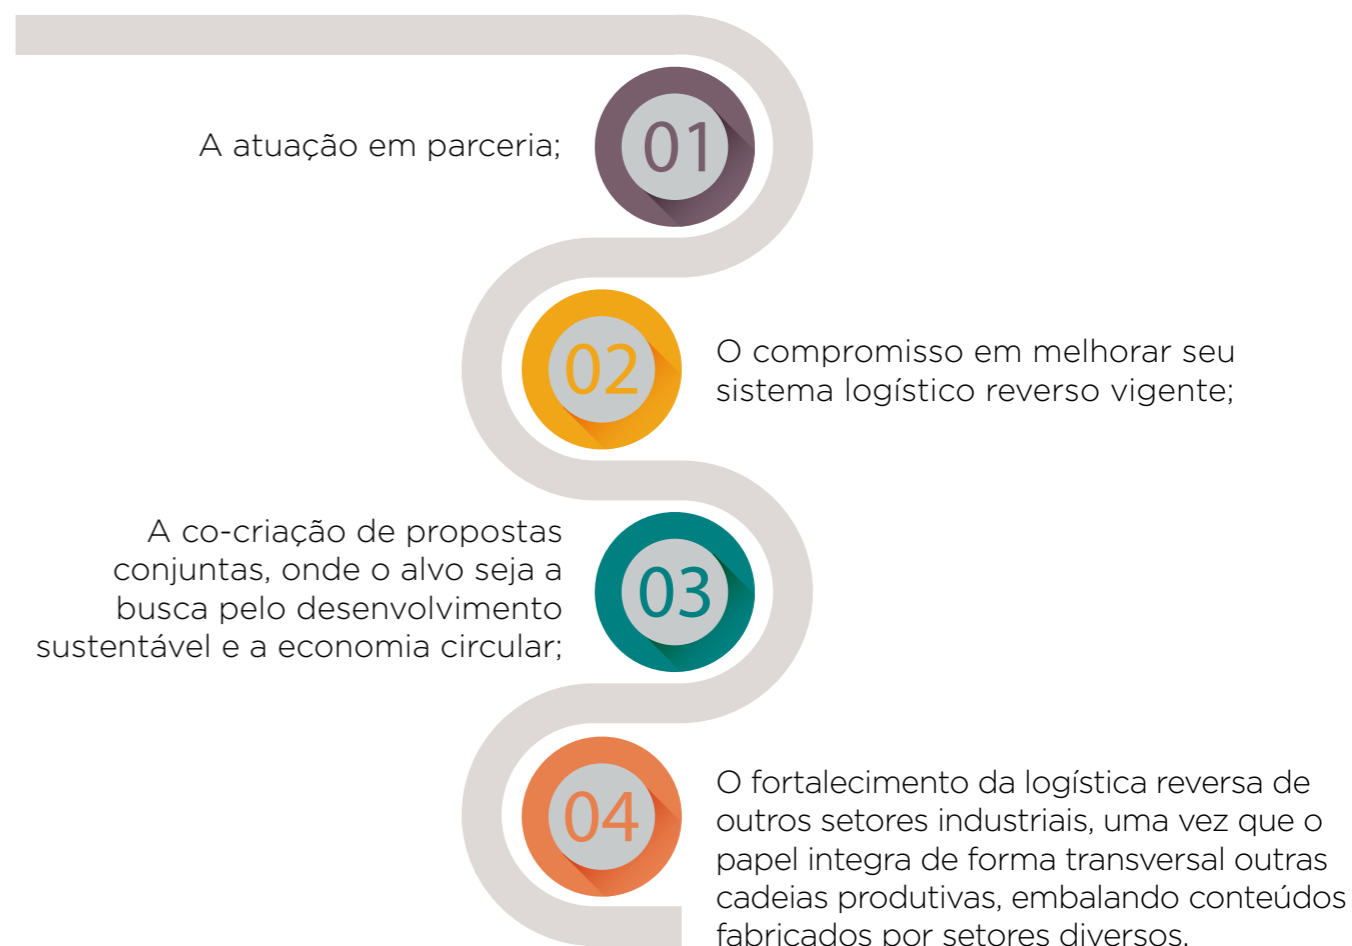 A atuação em parceria;
01
02
O compromisso em melhorar seu
sistema logístico reverso vigente;
A co-criação de propostas
conjuntas, onde o alvo seja a
busca pelo desenvolvimento
sustentável e a economia circular;
03
04
O fortalecimento da logística reversa de
outros setores industriais, uma vez que o
papel integra de forma transversal outras
cadeias produtivas, embalando conteúdos
fabricados por setores diversos.